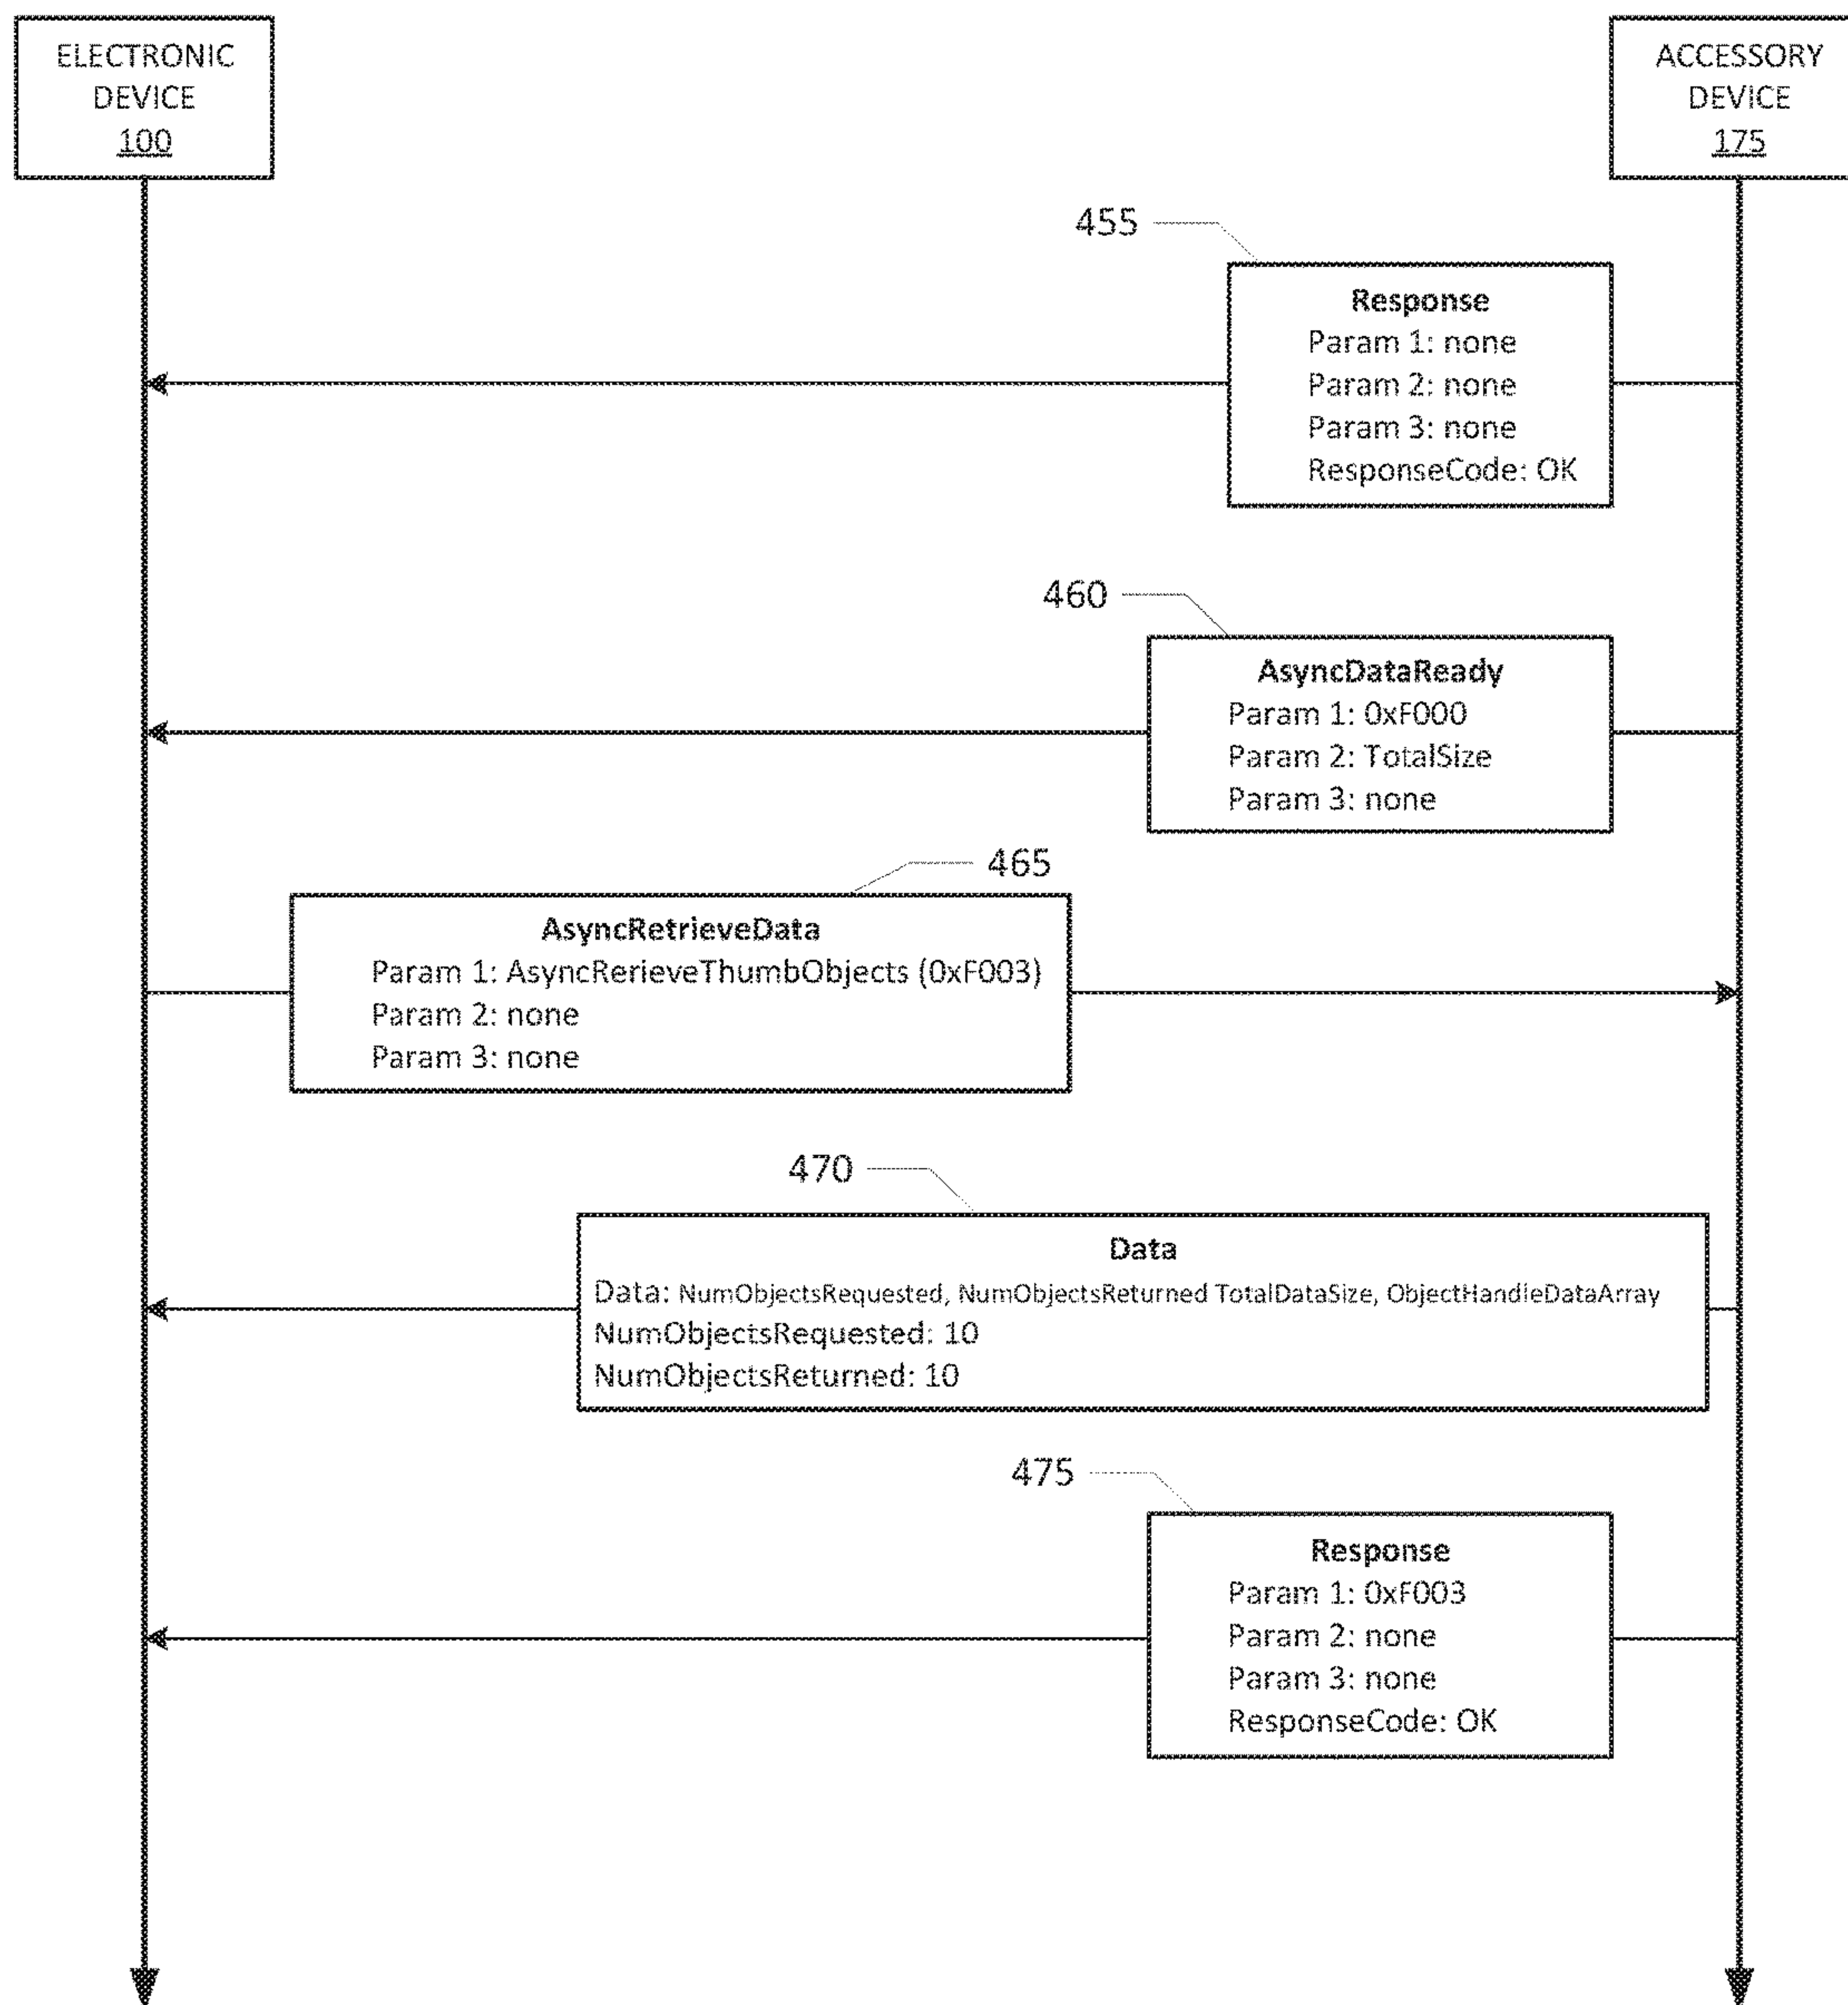 ELECTRONIC
DEVICE
100
ACCESSORY
DEVICE
175
455
Response
Param 1: none
Param 2: none
Param 3: none
ResponseCode: OK
460
AsyncDataReady
Param 1: 0xF000
Param 2: TotalSize
Param 3: none
465
AsyncRetrieveData
Param 1: AsyncRerieveThumbObjects (0xF003)
Param 2: none
Param 3: none
470
Data
Data: NumObjectsRequested, NumObjectsReturned TotalDataSize, ObjectHandleDataArray
NumObjectsRequested: 10
NumObjectsReturned: 10
475
Response
Param 1: 0xF003
Param 2: none
Param 3: none
ResponseCode: OK